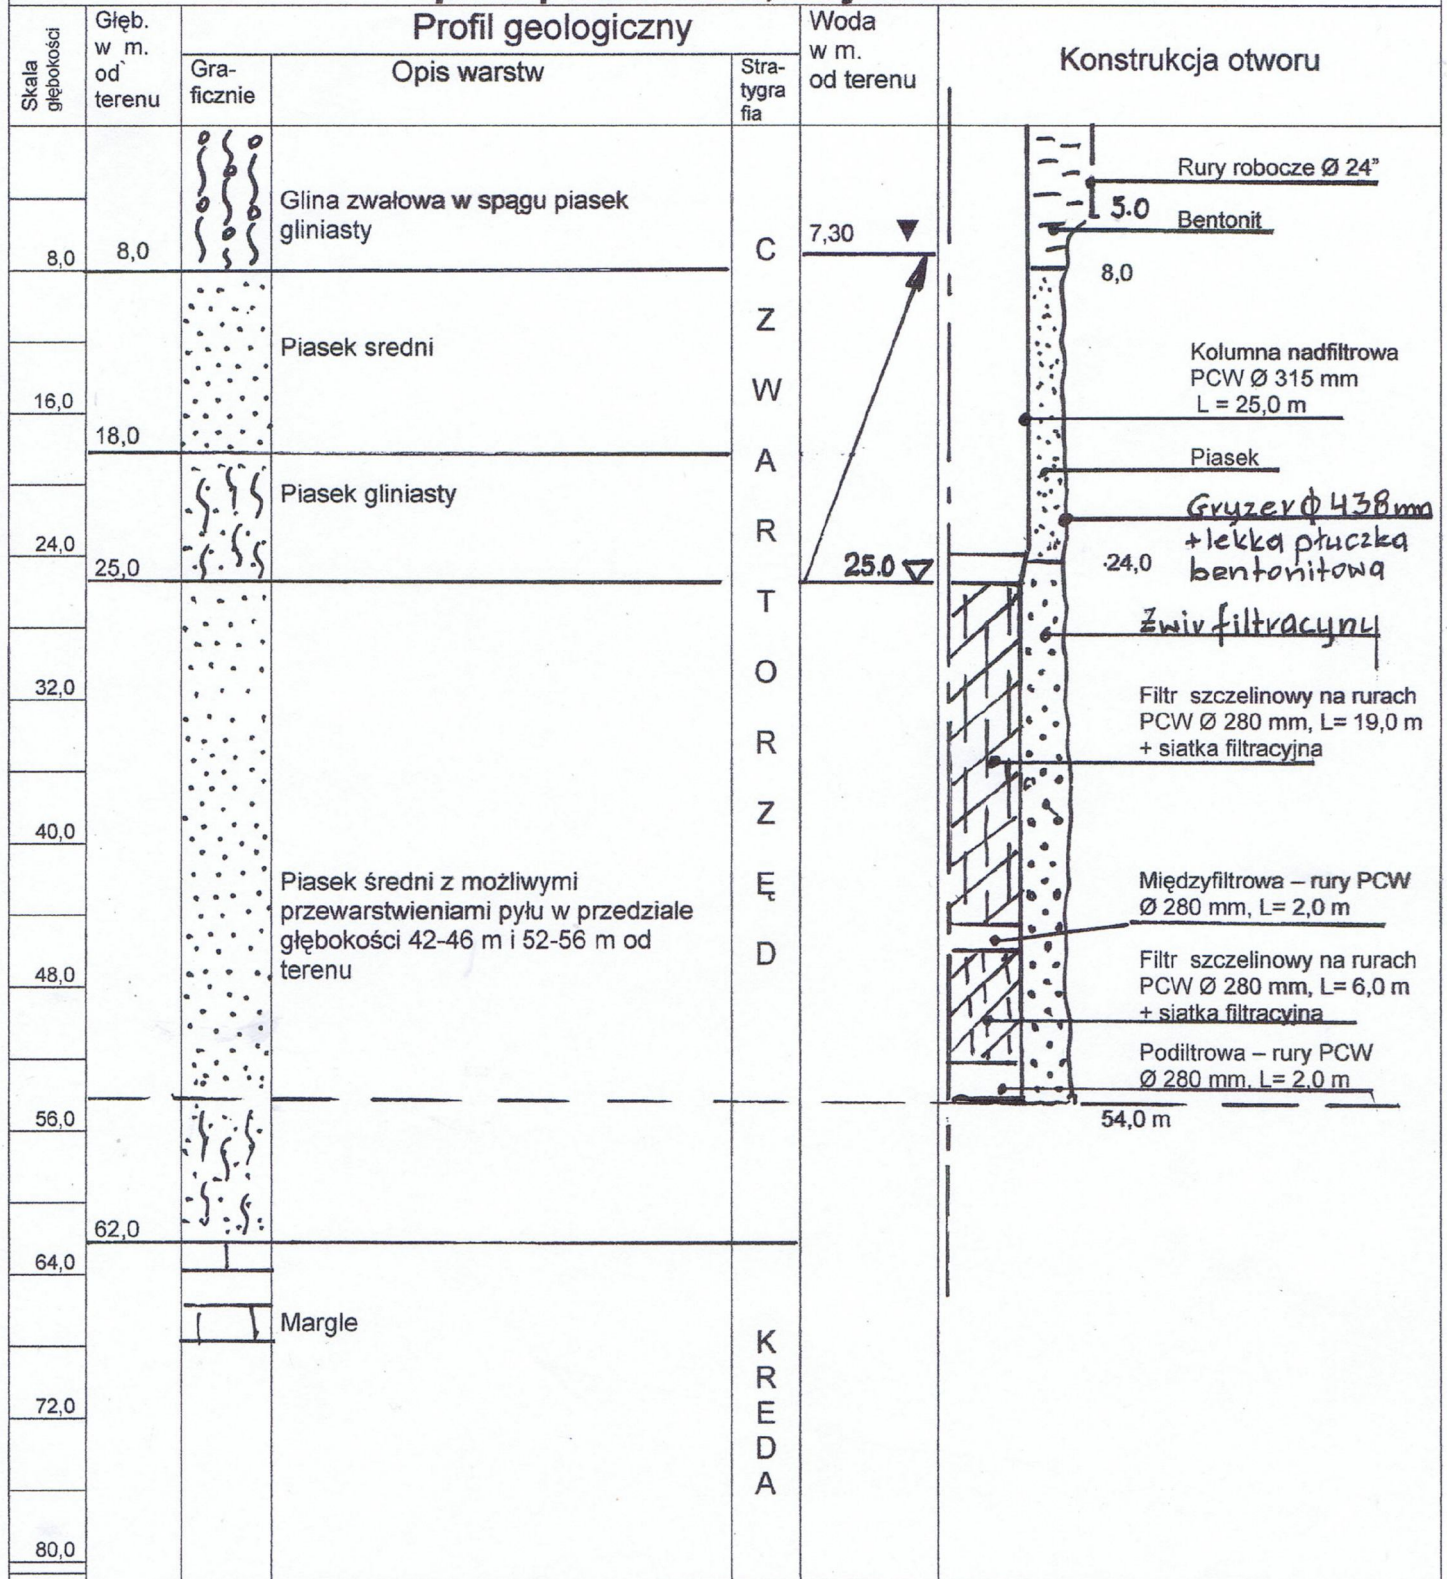 Profil geologiczny
Skala
głębokości
Głęb.
w m.
od`
terenu
Gra-
ficznie
Opis warstw
Stra-
tygra
fia
Woda
w m.
od terenu
Konstrukcja otworu
Glina zwałowa w spągu piasek
gliniasty
8,0
8,0
Piasek sredni
16,0
18,0
Piasek gliniasty
24,0
25,0
32,0
40,0
Piasek średni z możliwymi
przewarstwieniami pyłu w przedziale
głębokości 42-46 m i 52-56 m od
terenu
48,0
56,0
62,0
64,0
Margle
72,0
80,0
C
Z
W
A
R
T
O
R
Z
Ę
D
K
R
E
D
A
7,30
25.0
Rury robocze Ø 24”
5.0
Bentonit
8,0
Kolumna nadfiltrowa
PCW Ø 315 mm
L = 25,0 m
Piasek
Gryzer ϕ 438mm
+lekka płuczka
bentonitowa
24,0
Żwir filtracyjny
Filtr szczelinowy na rurach
PCW Ø 280 mm, L= 19,0 m
+ siatka filtracyjna
Międzyfiltrowa – rury PCW
Ø 280 mm, L= 2,0 m
Filtr szczelinowy na rurach
PCW Ø 280 mm, L= 6,0 m
+ siatka filtracyjna
Podiltrowa – rury PCW
Ø 280 mm, L= 2,0 m
54,0 m